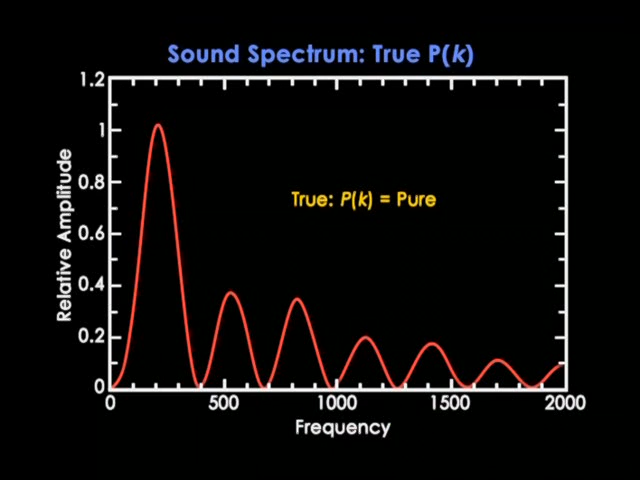 Sound Spectrum: True P(k)
1.2
1
0.8
0.6
0.4
0.2
0
Relative Amplitude
True: P(k) = Pure
0 500 1000 1500 2000
Frequency